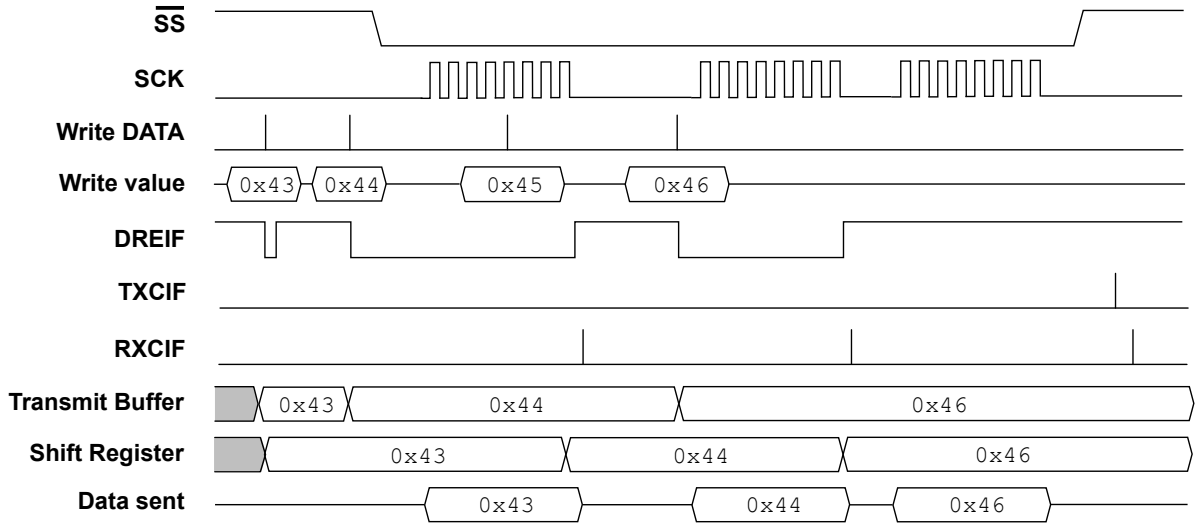 SS
SCK
Write DATA
Write value 0x43 0x44 0x45 0x46
DREIF
TXCIF
RXCIF
Transmit Buffer 0x43 0x44 0x46
Shift Register 0x43 0x44 0x46
Data sent 0x43 0x44 0x46